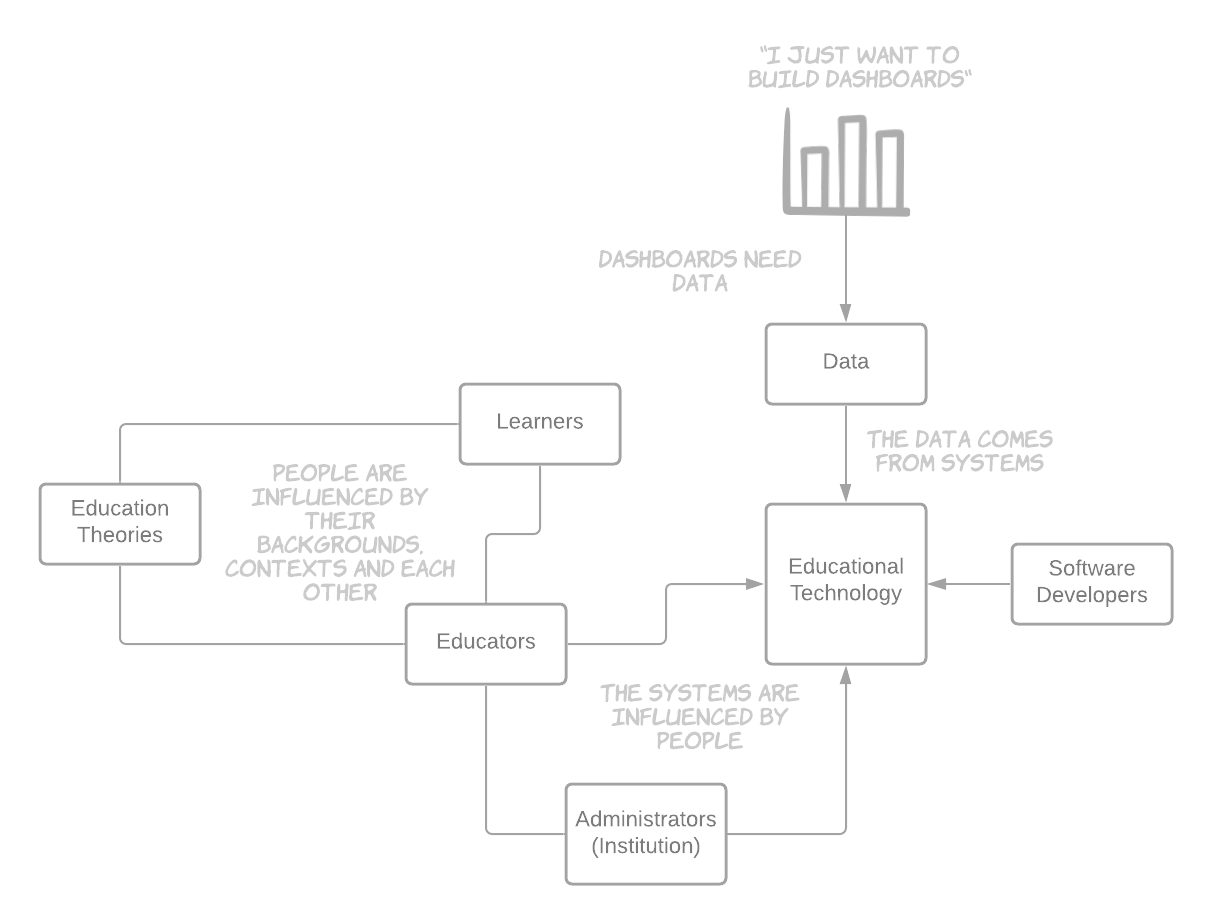 "I JUST WANT TO
BUILD DASHBOARDS"
DASHBOARDS NEED
DATA
Data
THE DATA COMES
FROM SYSTEMS
Learners
PEOPLE ARE
INFLUENCED BY
THEIR
BACKGROUNDS,
CONTEXTS AND EACH
OTHER
Education
Theories
Educational
Technology
Software
Developers
Educators
THE SYSTEMS ARE
INFLUENCED BY
PEOPLE
Administrators
(Institution)